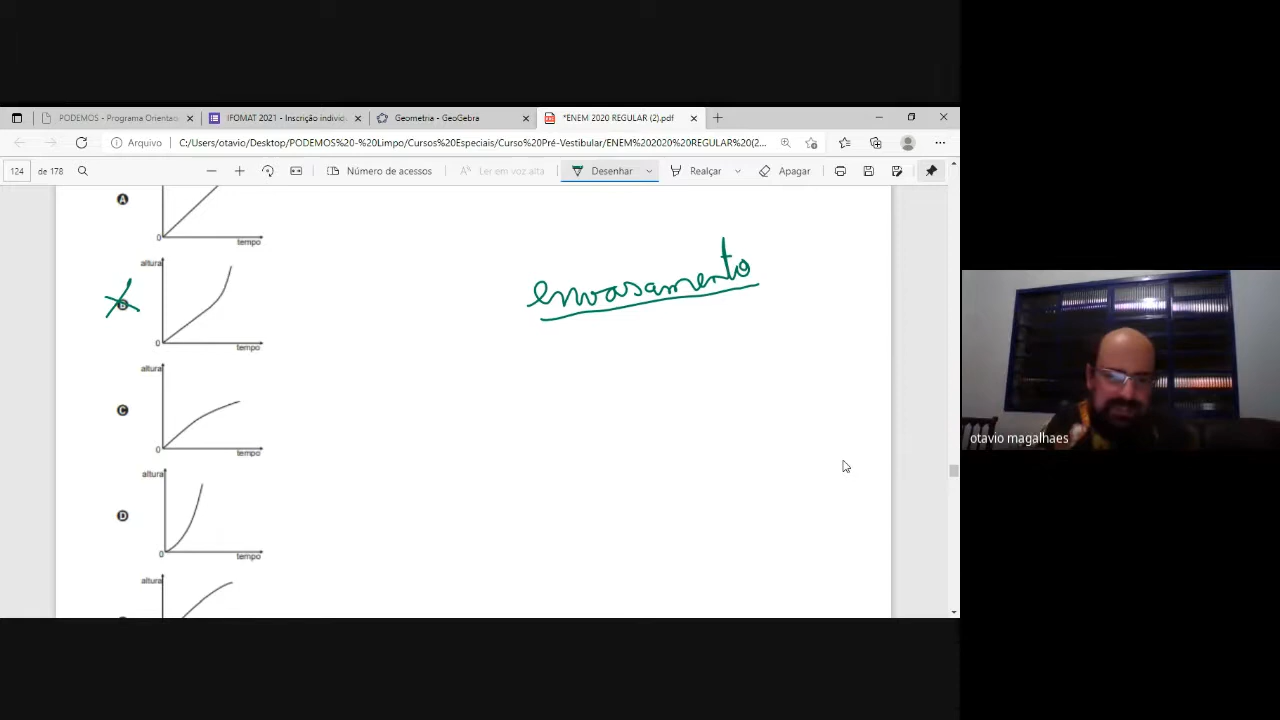 PODEMOS - Programa Orientac
IFOMAT 2021 - Inscrição individ
Geometria - GeoGebra
*ENEM 2020 REGULAR (2).pdf
Arquivo
C:/Users/otavio/Desktop/PODEMOS%20-%20Limpo/Cursos%20Especiais/Curso%20Pré-Vestibular/ENEM%202020%20REGULAR%20(2...
124 de 178
Número de acessos
Ler em voz alta
Desenhar
Realçar
Apagar
A
0
tempo
altura
B
0
tempo
envasamento
altura
C
0
tempo
altura
D
0
tempo
altura
otavio magalhaes